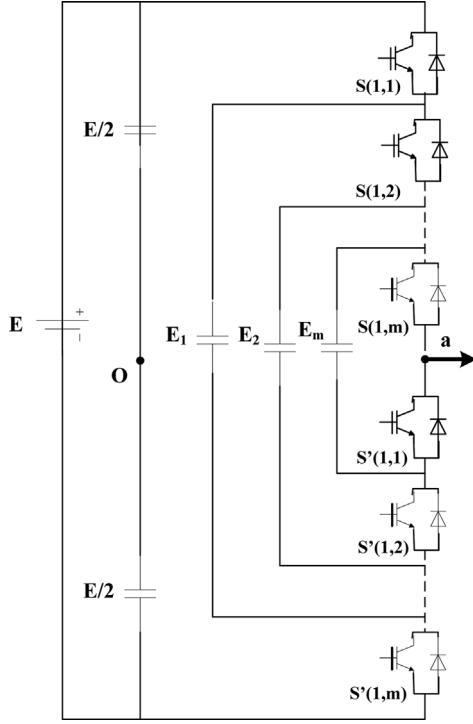 S(1,1)
E/2
S(1,2)
E
+
-
E1
E2
Em
S(1,m)
a
O
S'(1,1)
S'(1,2)
E/2
S'(1,m)